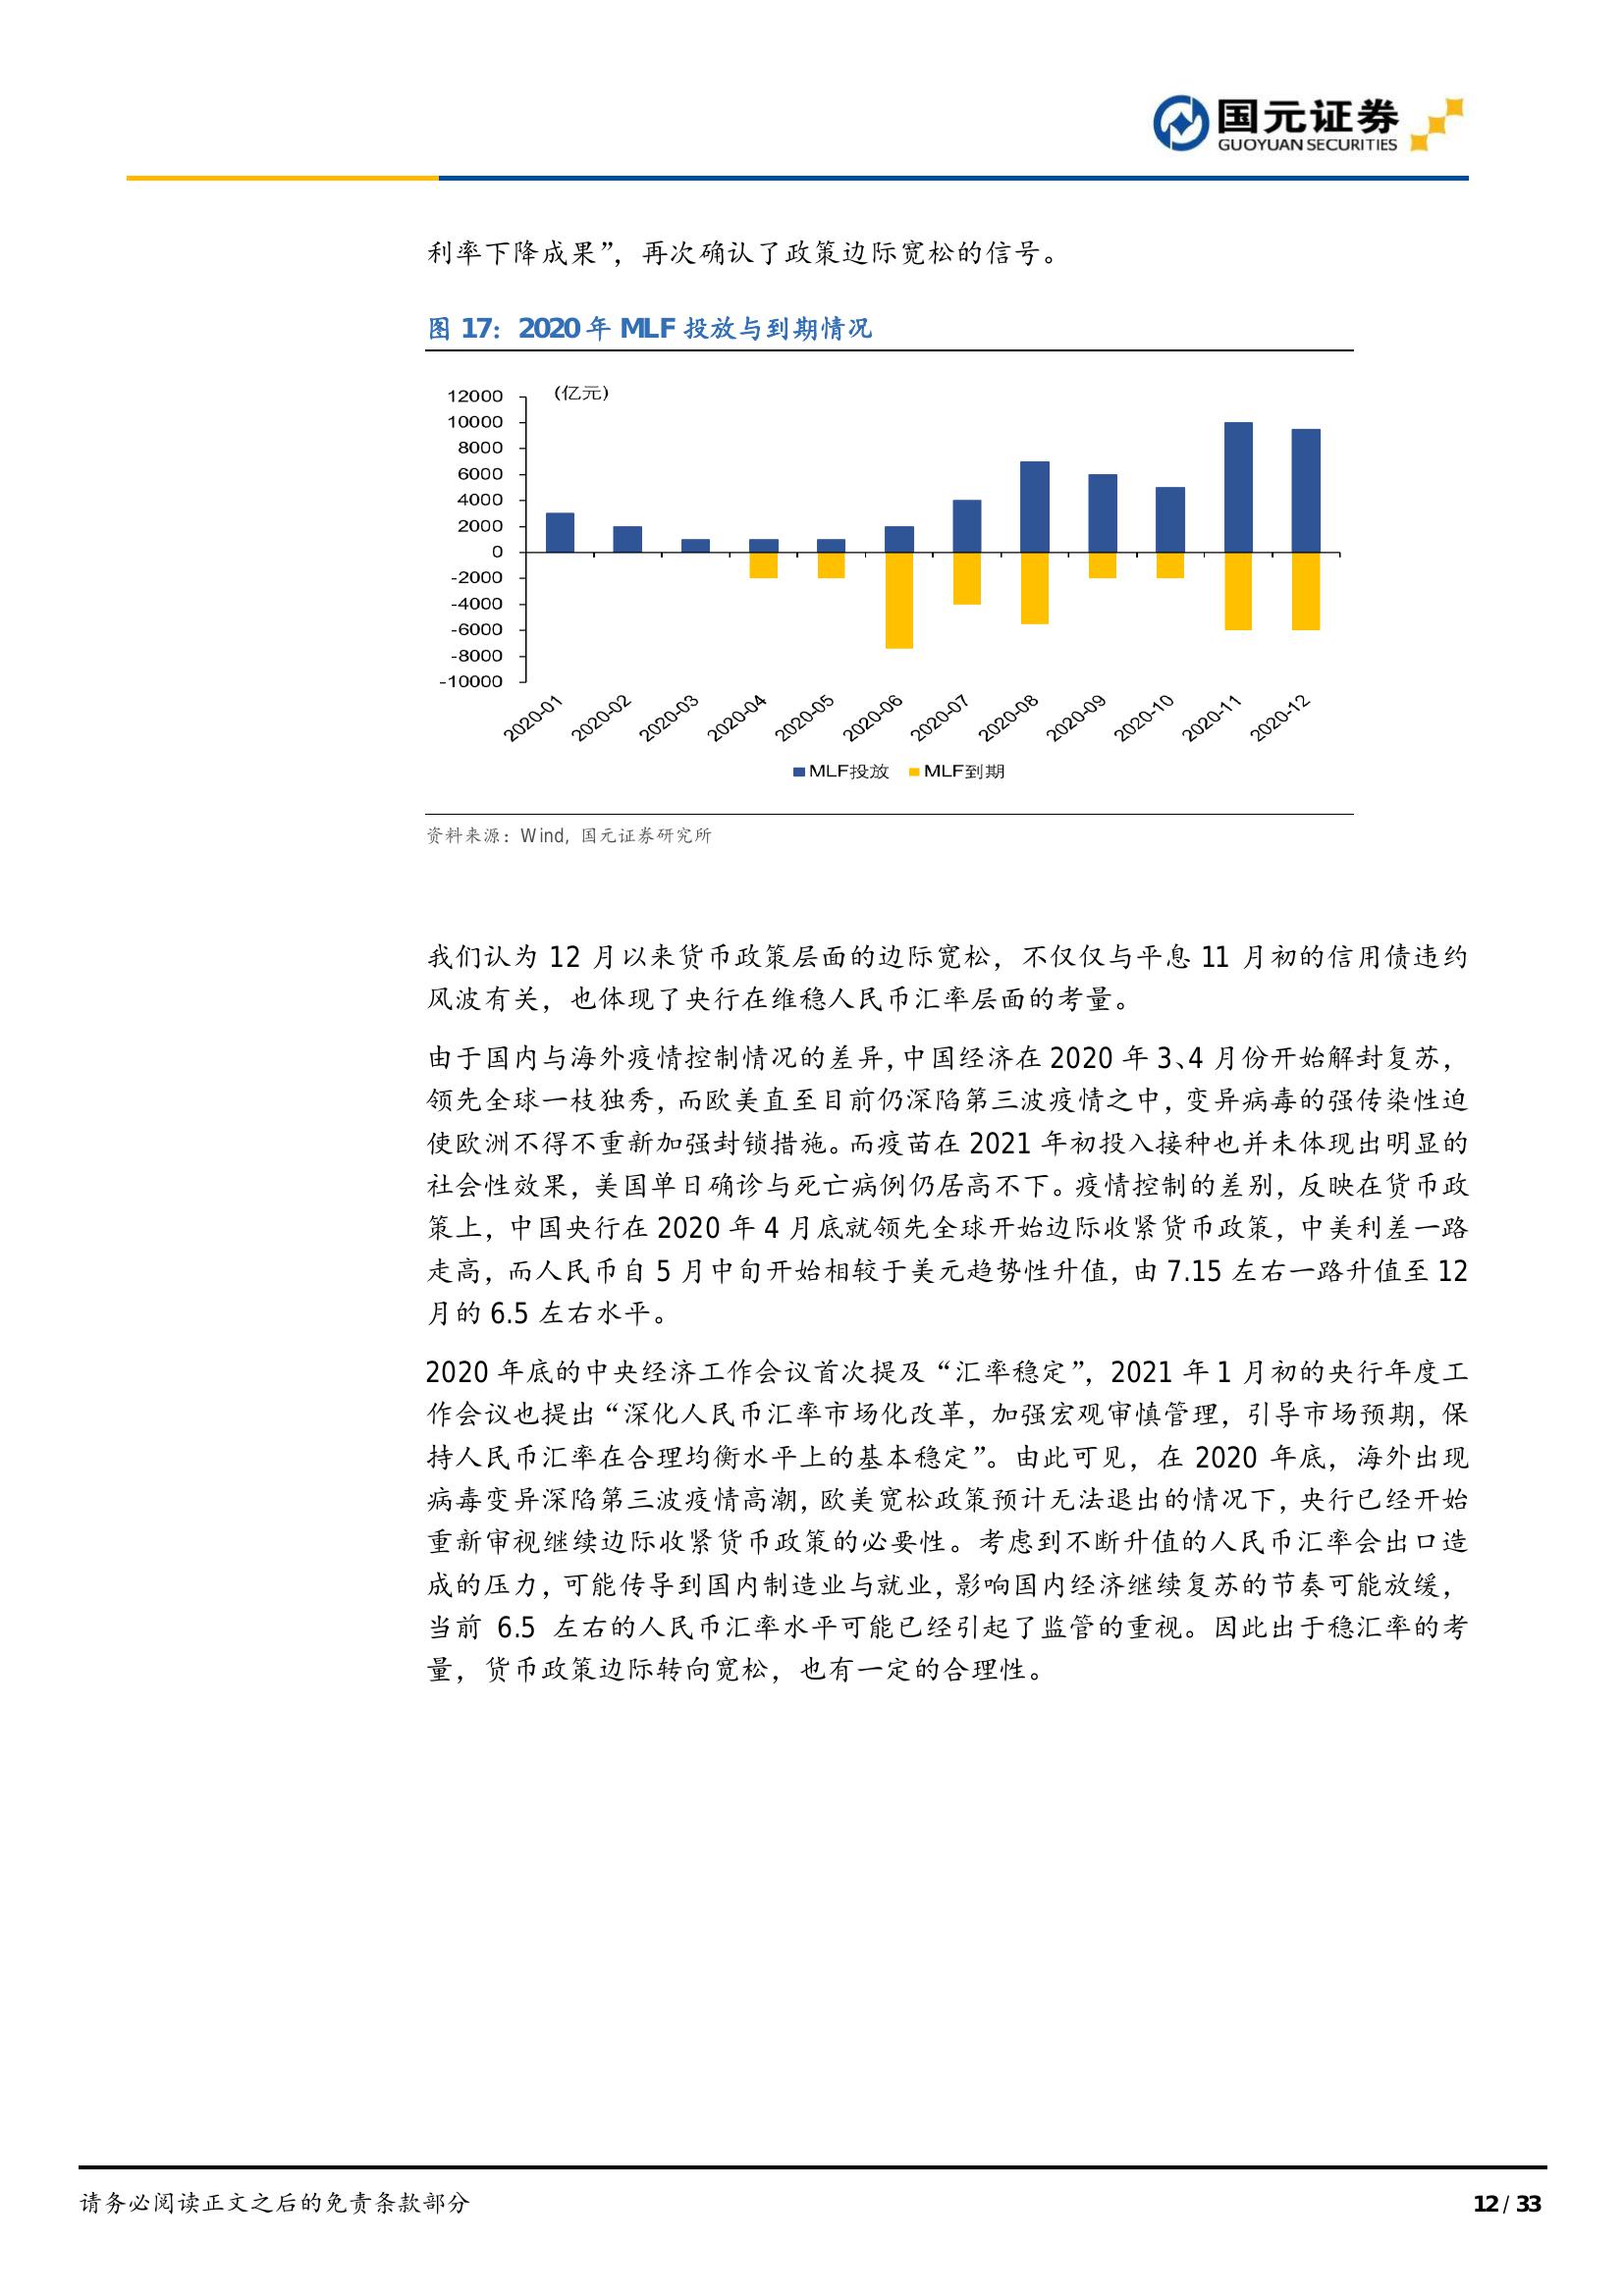 国元证券
GUOYUAN SECURITIES
利率下降成果”，再次确认了政策边际宽松的信号。
图 17：2020 年 MLF 投放与到期情况
(亿元)
12000
10000
8000
6000
4000
2000
0
-2000
-4000
-6000
-8000
-10000
2020-01 2020-02 2020-03 2020-04 2020-05 2020-06 2020-07 2020-08 2020-09 2020-10 2020-11 2020-12
MLF投放 MLF到期
资料来源：Wind，国元证券研究所
我们认为 12 月以来货币政策层面的边际宽松，不仅仅与平息 11 月初的信用债违约
风波有关，也体现了央行在维稳人民币汇率层面的考量。
由于国内与海外疫情控制情况的差异，中国经济在 2020 年 3、4 月份开始解封复苏，
领先全球一枝独秀，而欧美直至目前仍深陷第三波疫情之中，变异病毒的强传染性迫
使欧洲不得不重新加强封锁措施。而疫苗在 2021 年初投入接种也并未体现出明显的
社会性效果，美国单日确诊与死亡病例仍居高不下。疫情控制的差别，反映在货币政
策上，中国央行在 2020 年 4 月底就领先全球开始边际收紧货币政策，中美利差一路
走高，而人民币自 5 月中旬开始相较于美元趋势性升值，由 7.15 左右一路升值至 12
月的 6.5 左右水平。
2020 年底的中央经济工作会议首次提及“汇率稳定”，2021 年 1 月初的央行年度工
作会议也提出“深化人民币汇率市场化改革，加强宏观审慎管理，引导市场预期，保
持人民币汇率在合理均衡水平上的基本稳定”。由此可见，在 2020 年底，海外出现
病毒变异深陷第三波疫情高潮，欧美宽松政策预计无法退出的情况下，央行已经开始
重新审视继续边际收紧货币政策的必要性。考虑到不断升值的人民币汇率会出口造
成的压力，可能传导到国内制造业与就业，影响国内经济继续复苏的节奏可能放缓，
当前 6.5 左右的人民币汇率水平可能已经引起了监管的重视。因此出于稳汇率的考
量，货币政策边际转向宽松，也有一定的合理性。
请务必阅读正文之后的免责条款部分
12 / 33